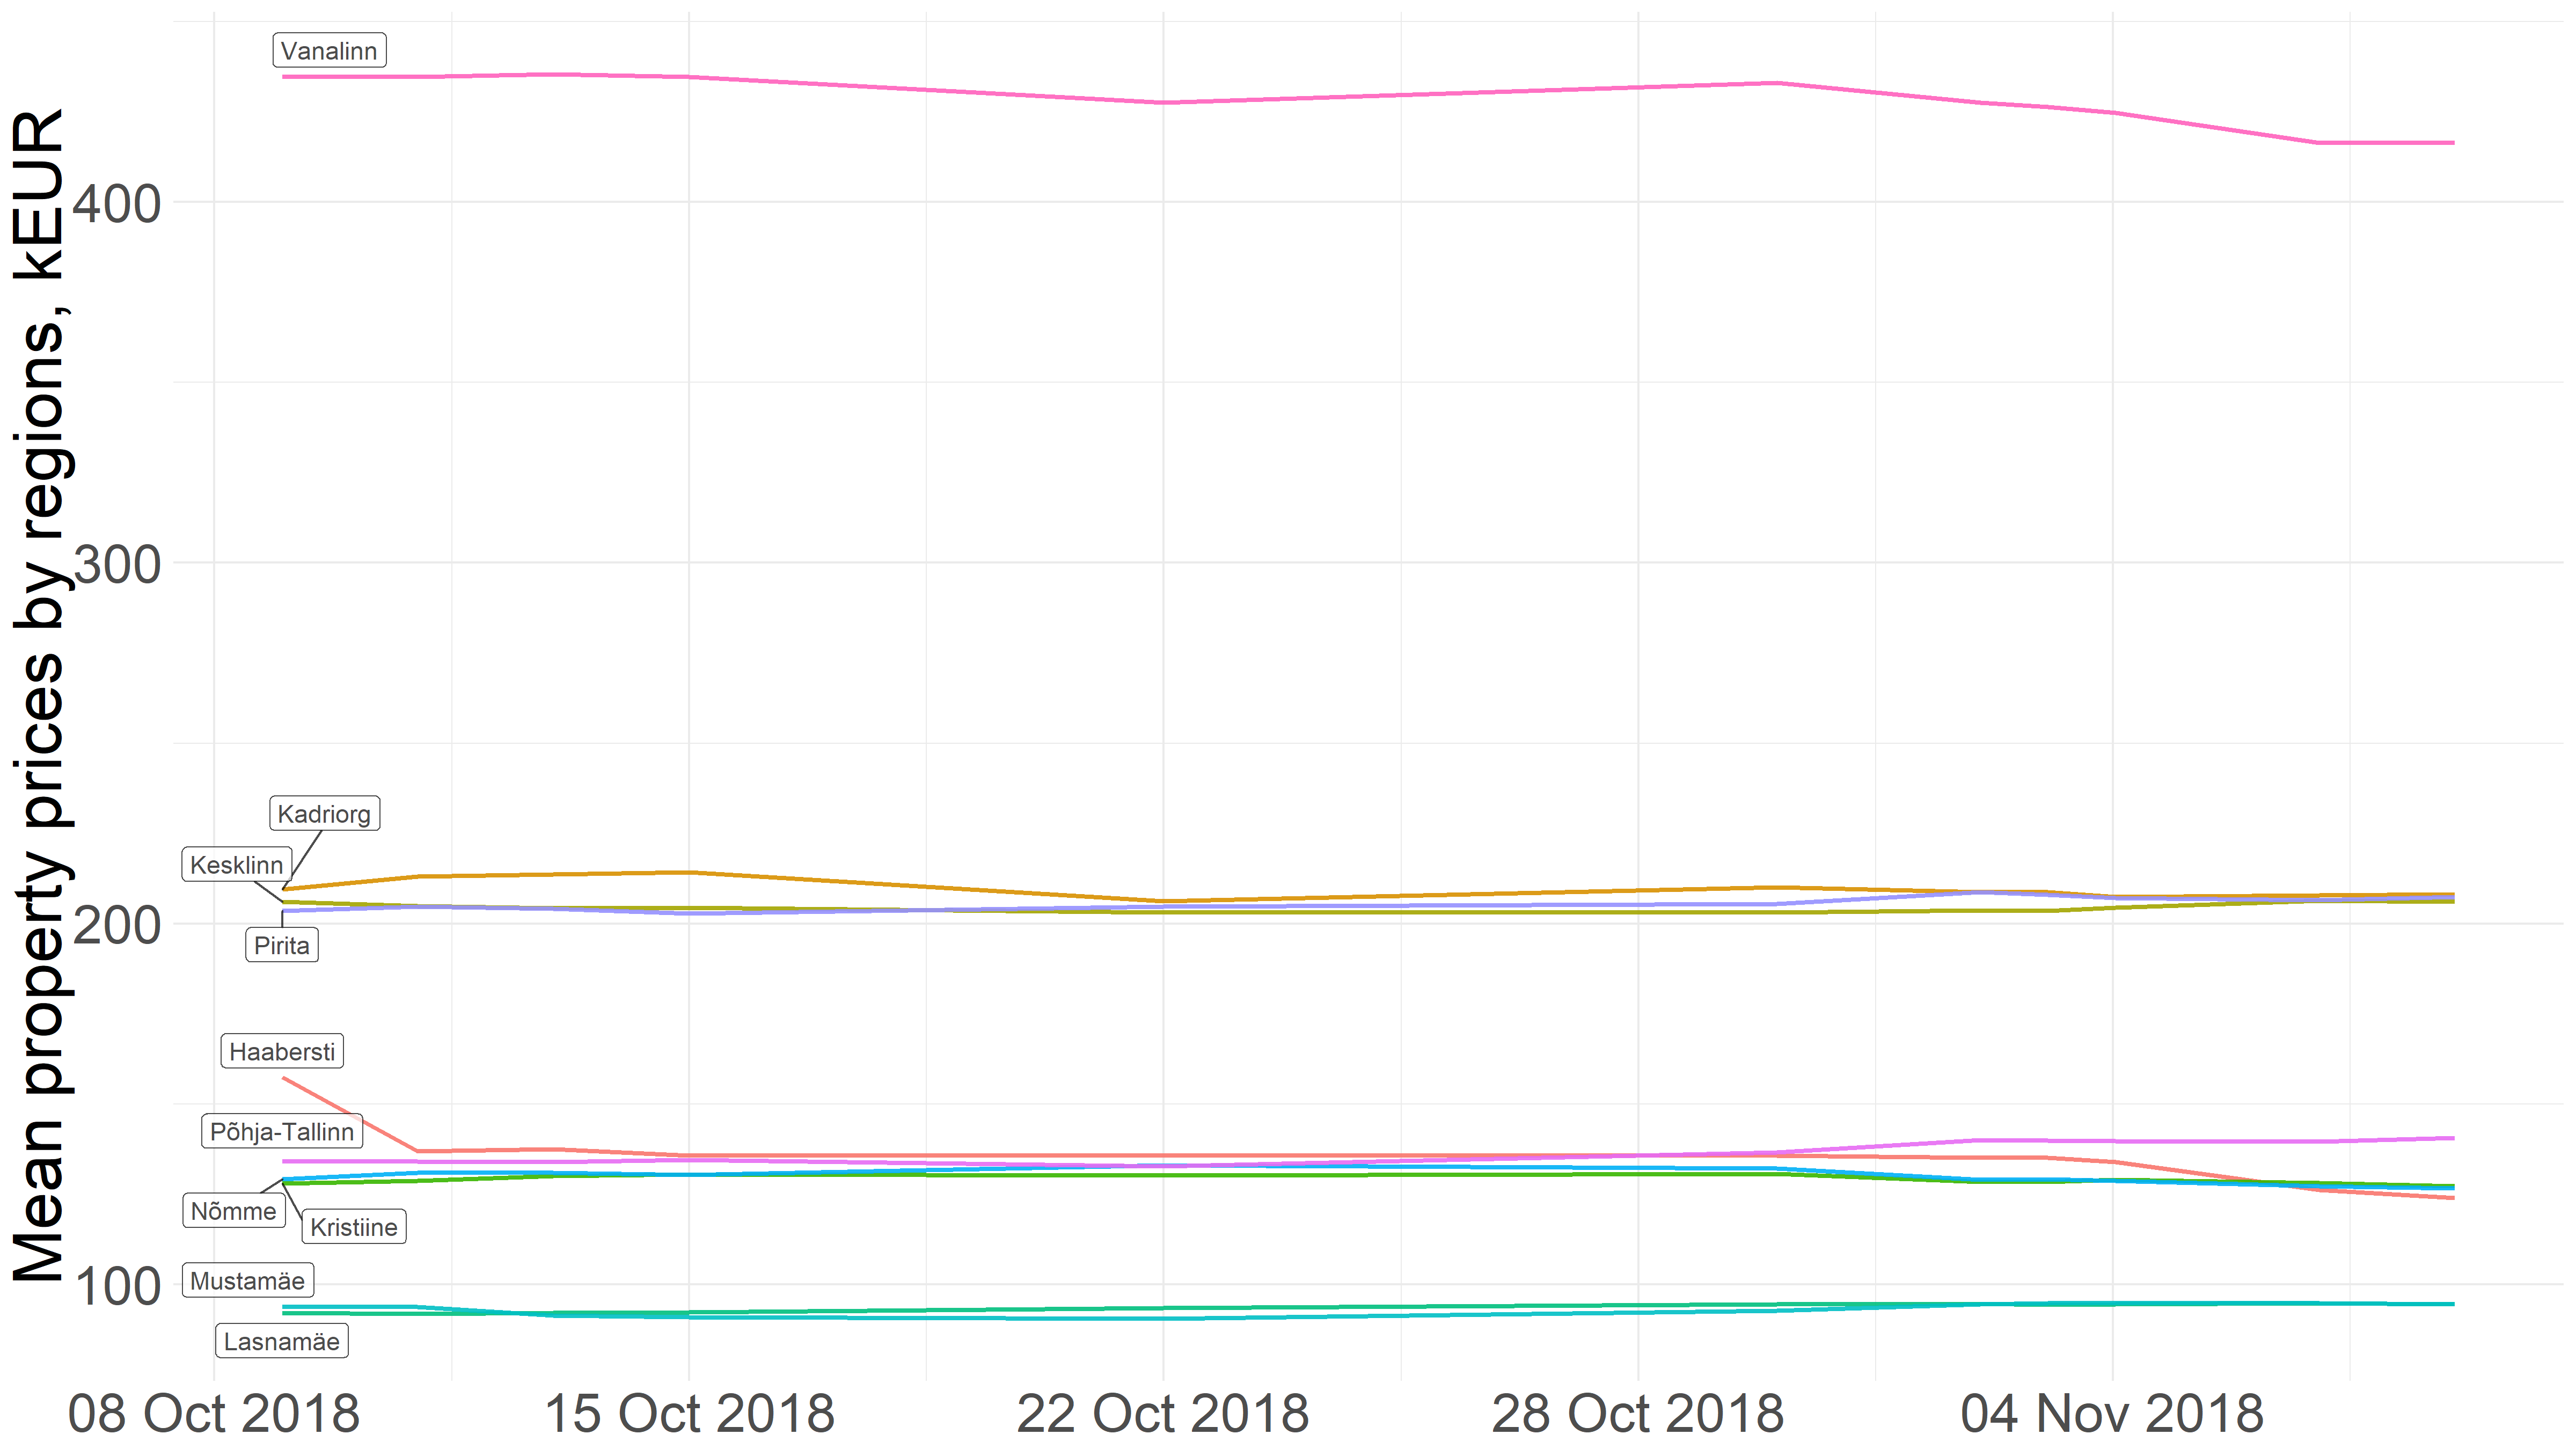 Mean property prices by regions, kEUR
400
300
200
100
Vanalinn
Kadriorg
Kesklinn
Pirita
Haabersti
Põhja-Tallinn
Nõmme
Kristiine
Mustamäe
Lasnamäe
08 Oct 2018
15 Oct 2018
22 Oct 2018
28 Oct 2018
04 Nov 2018